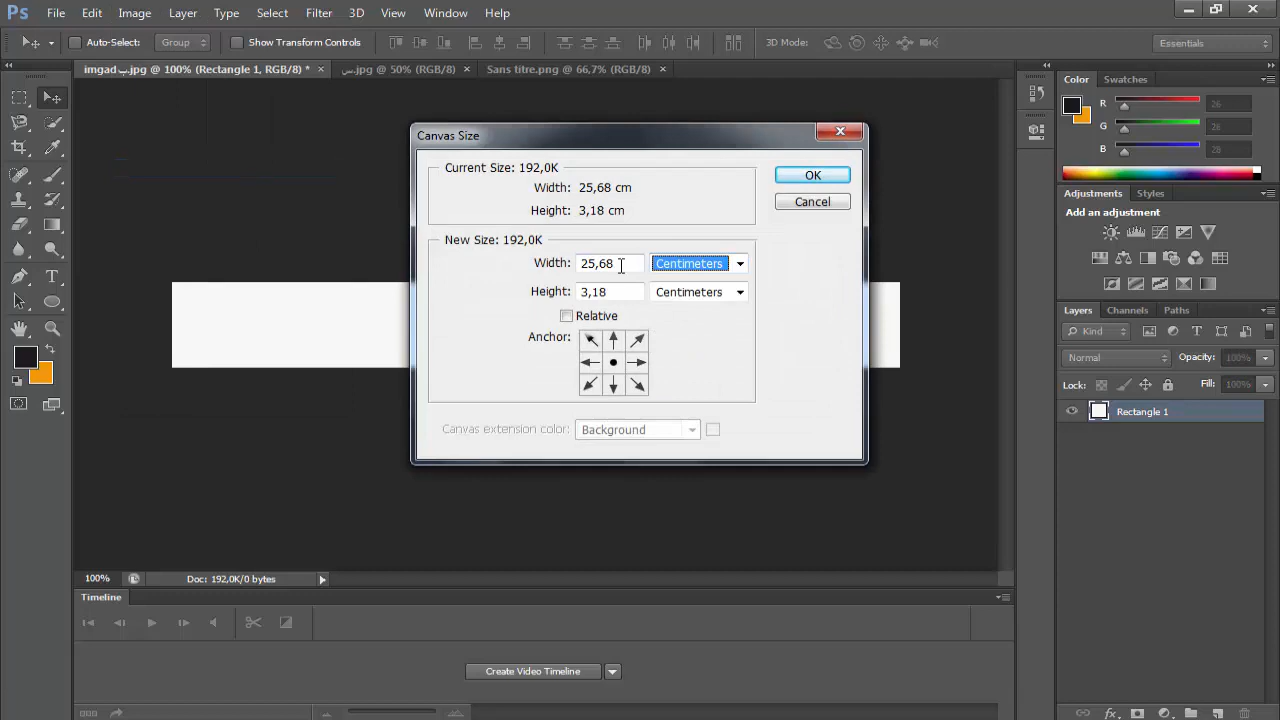 Ps File Edit Image Layer Type Select Filter 3D View Window Help
Auto-Select: Group Show Transform Controls 3D Mode: Essentials
imgad ب.jpg @ 100% (Rectangle 1, RGB/8) * س.jpg @ 50% (RGB/8) Sans titre.png @ 66,7% (RGB/8)
Color Swatches
R 26
G 26
B 26
Canvas Size
Current Size: 192,0K
Width: 25,68 cm
Height: 3,18 cm
OK
Cancel
New Size: 192,0K
Width: 25,68 Centimeters
Height: 3,18 Centimeters
Relative
Anchor:
Canvas extension color: Background
Adjustments Styles
Add an adjustment
Layers Channels Paths
Kind
Normal Opacity: 100%
Lock: Fill: 100%
Rectangle 1
100% Doc: 192,0K/0 bytes
Timeline
Create Video Timeline
fx